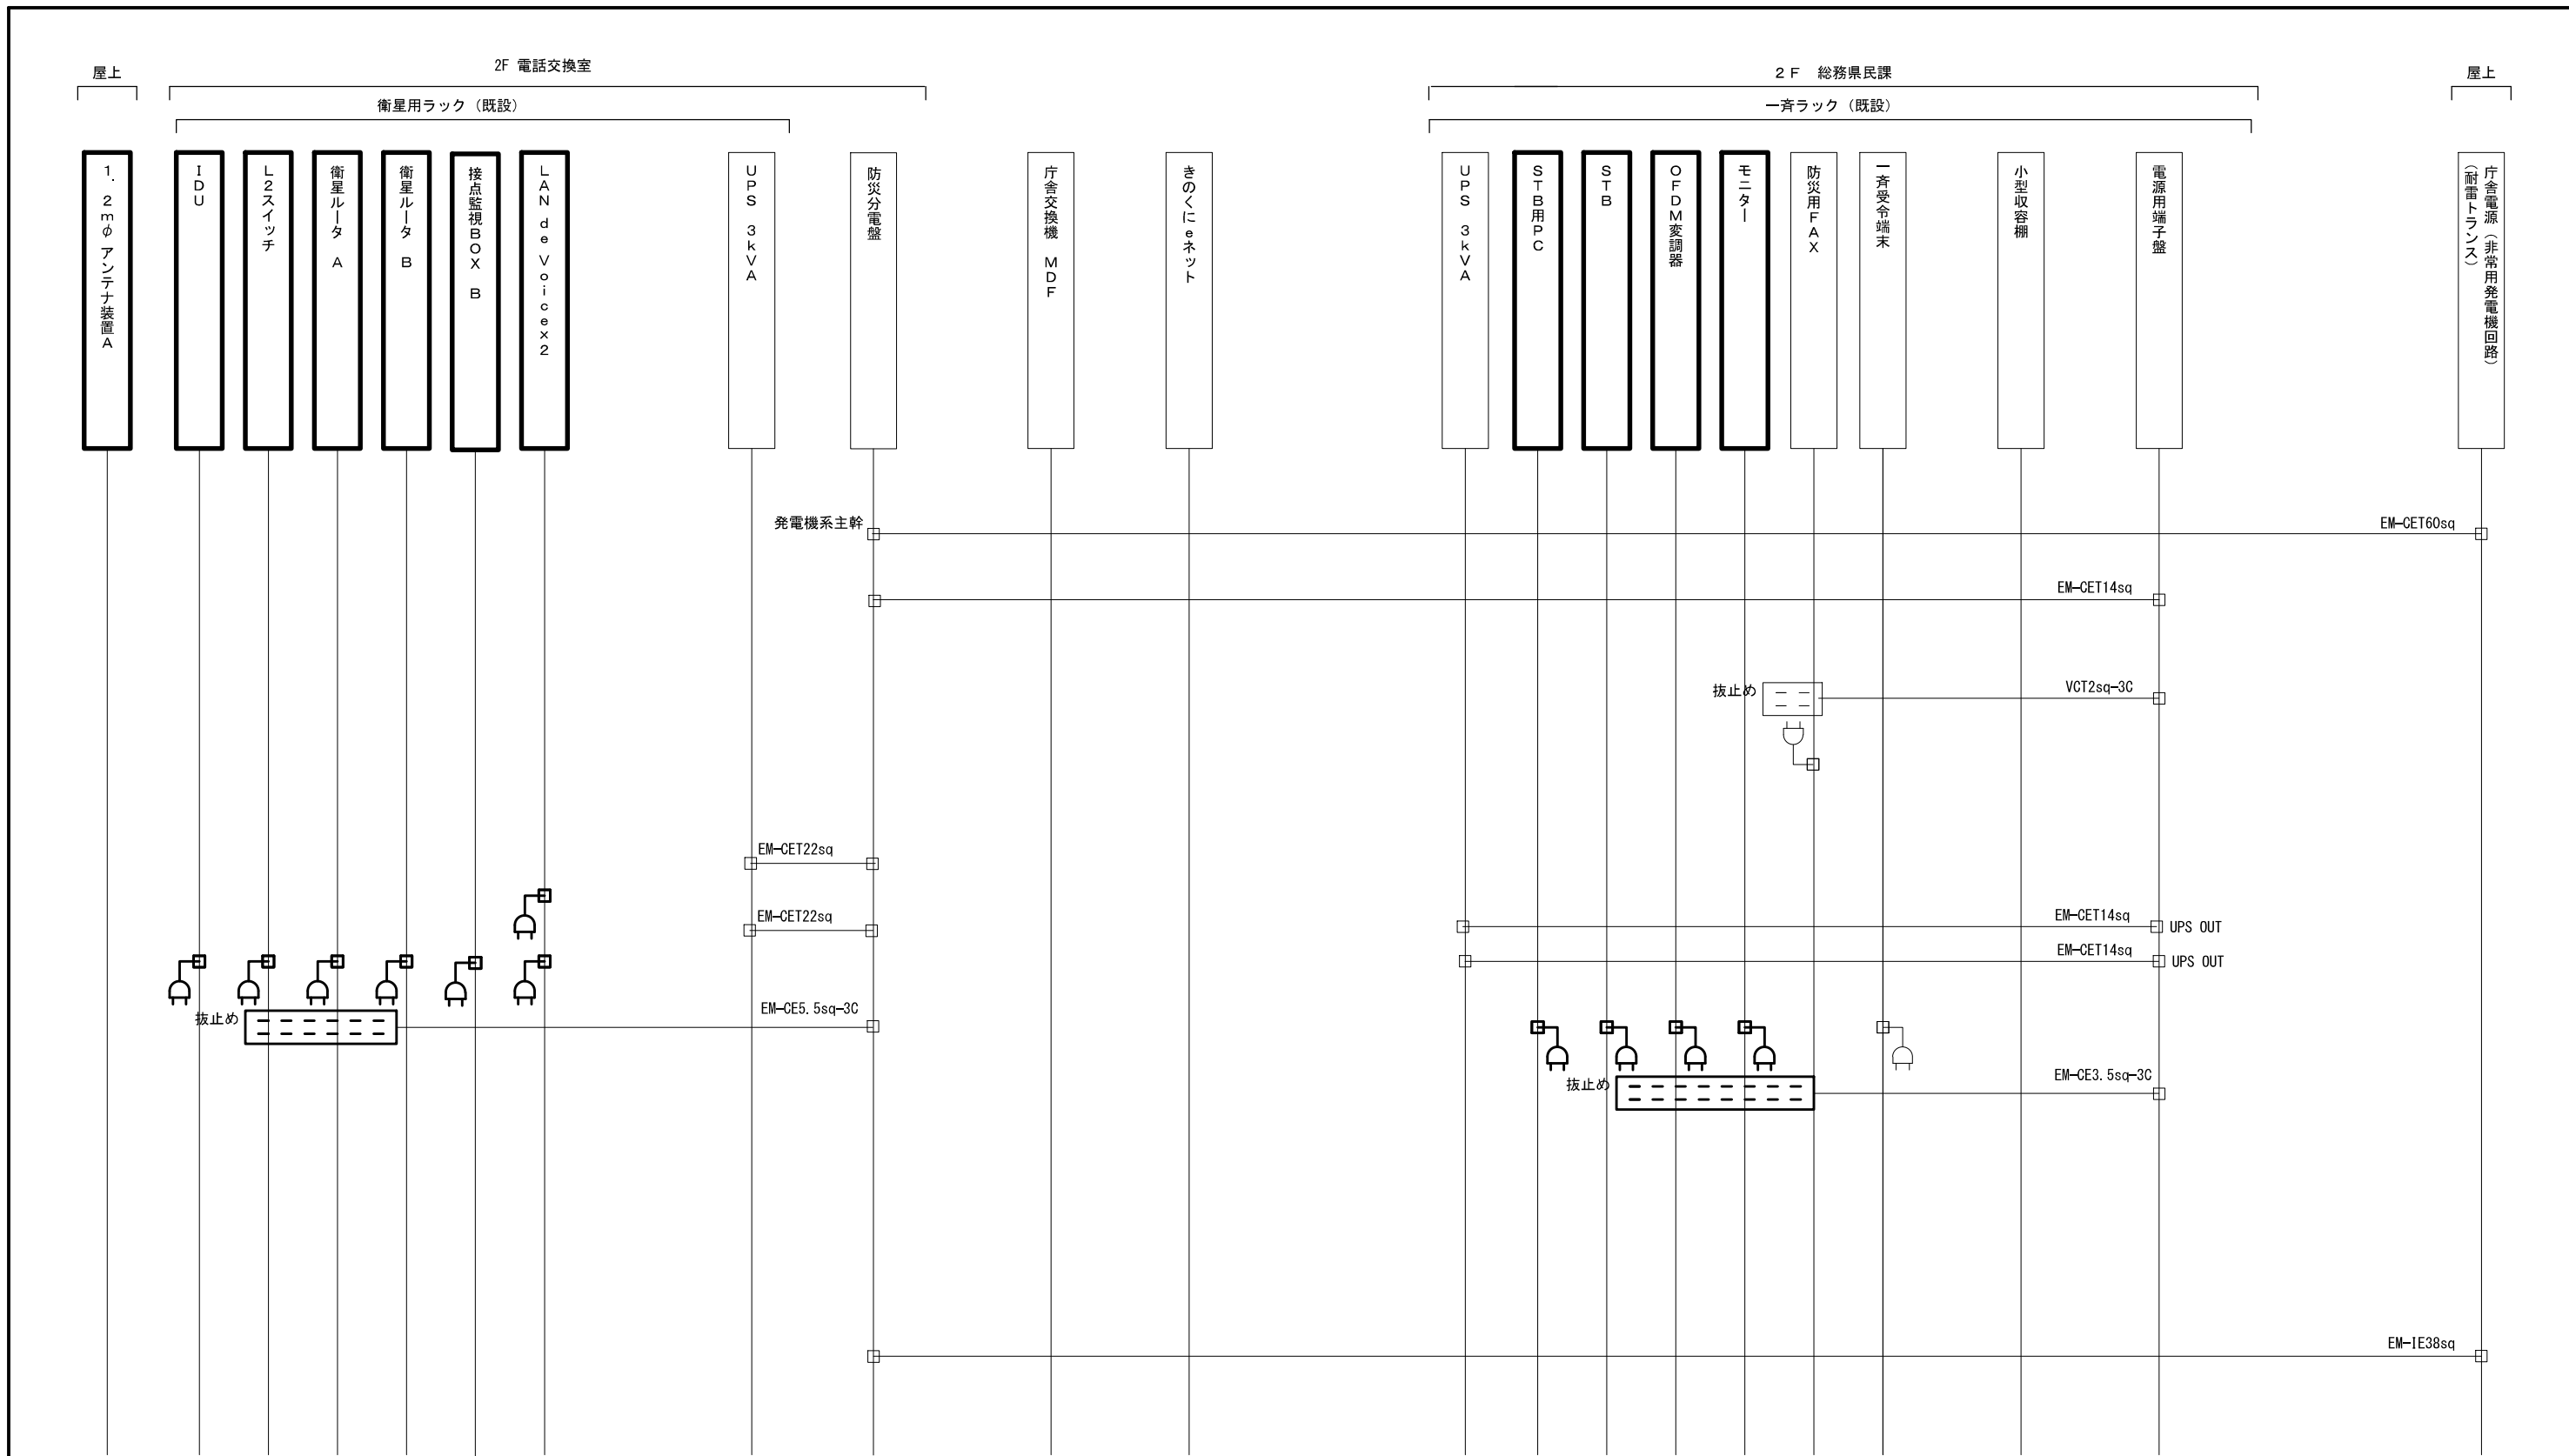 屋上
2F 電話交換室
２Ｆ　総務県民課
屋上
衛星用ラック（既設）
一斉ラック（既設）
１．２ｍφ アンテナ装置Ａ
ＩＤＵ
Ｌ２スイッチ
衛星ルータ　Ａ
衛星ルータ　Ｂ
接点監視ＢＯＸ　Ｂ
ＬＡＮ ｄｅ Ｖｏｉｃｅ×２
ＵＰＳ　３ｋＶＡ
防災分電盤
庁舎交換機　ＭＤＦ
きのくにｅネット
ＵＰＳ　３ｋＶＡ
ＳＴＢ用ＰＣ
ＳＴＢ
ＯＦＤＭ変調器
モニター
防災用ＦＡＸ
一斉受令端末
小型収容棚
電源用端子盤
庁舎電源（非常用発電機回路）
（耐雷トランス）
発電機系主幹
EM-CET60sq
EM-CET14sq
抜止め
VCT2sq-3C
EM-CET22sq
EM-CET22sq
EM-CET14sq
UPS OUT
EM-CET14sq
UPS OUT
抜止め
EM-CE5.5sq-3C
抜止め
EM-CE3.5sq-3C
EM-IE38sq